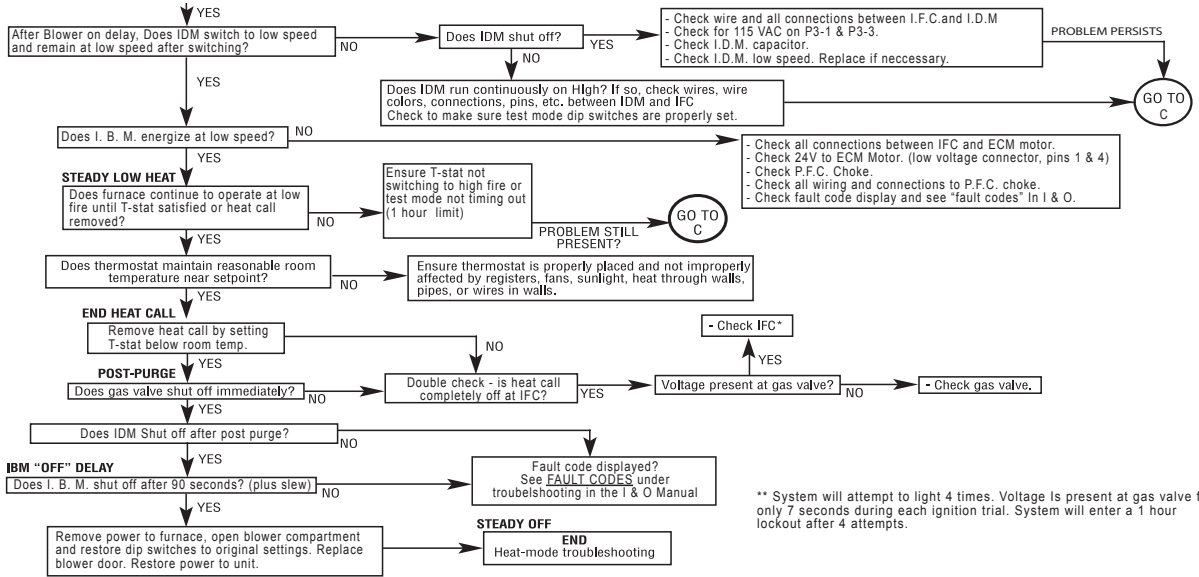 YES
After Blower on delay, Does IDM switch to low speed
and remain at low speed after switching?
NO
Does IDM shut off?
YES
- Check wire and all connections between I.F.C.and I.D.M
- Check for 115 VAC on P3-1 & P3-3.
- Check I.D.M. capacitor.
- Check I.D.M. low speed. Replace if neccessary.
PROBLEM PERSISTS
GO TO
C
NO
YES
Does IDM run continuously on HIgh? If so, check wires, wire
colors, connections, pins, etc. between IDM and IFC
Check to make sure test mode dip switches are properly set.
Does I. B. M. energize at low speed?
NO
- Check all connections between IFC and ECM motor.
- Check 24V to ECM Motor. (low voltage connector, pins 1 & 4)
- Check P.F.C. Choke.
- Check all wiring and connections to P.F.C. choke.
- Check fault code display and see "fault codes" In I & O.
YES
STEADY LOW HEAT
Does furnace continue to operate at low
fire until T-stat satisfied or heat call
removed?
NO
Ensure T-stat not
switching to high fire or
test mode not timing out
(1 hour limit)
PROBLEM STILL
PRESENT?
GO TO
C
YES
Does thermostat maintain reasonable room
temperature near setpoint?
NO
Ensure thermostat is properly placed and not improperly
affected by registers, fans, sunlight, heat through walls,
pipes, or wires in walls.
YES
END HEAT CALL
Remove heat call by setting
T-stat below room temp.
NO
YES
POST-PURGE
Does gas valve shut off immediately?
NO
Double check - is heat call
completely off at IFC?
YES
Voltage present at gas valve?
YES
- Check IFC*
NO
- Check gas valve.
YES
Does IDM Shut off after post purge?
NO
YES
IBM "OFF" DELAY
Does I. B. M. shut off after 90 seconds? (plus slew)
NO
Fault code displayed?
See FAULT CODES under
troubelshooting in the I & O Manual
YES
Remove power to furnace, open blower compartment
and restore dip switches to original settings. Replace
blower door. Restore power to unit.
STEADY OFF
END
Heat-mode troubleshooting
** System will attempt to light 4 times. Voltage Is present at gas valve f
only 7 seconds during each ignition trial. System will enter a 1 hour
lockout after 4 attempts.